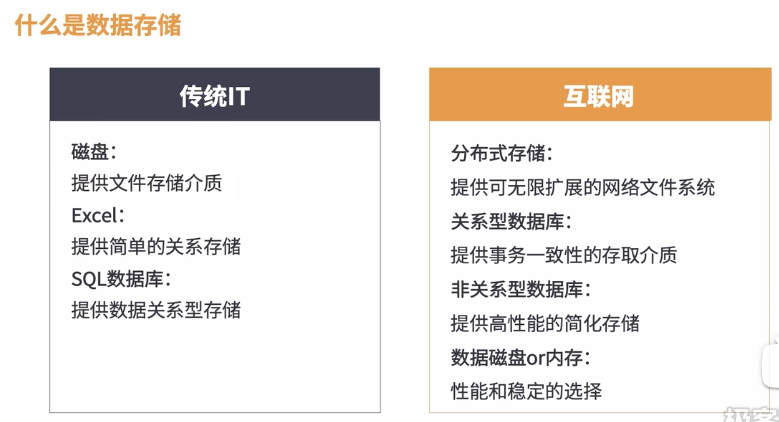 什么是数据存储
传统IT
磁盘：
提供文件存储介质
Excel：
提供简单的关系存储
SQL数据库：
提供数据关系型存储
互联网
分布式存储：
提供可无限扩展的网络文件系统
关系型数据库：
提供事务一致性的存取介质
非关系型数据库：
提供高性能的简化存储
数据磁盘or内存：
性能和稳定的选择